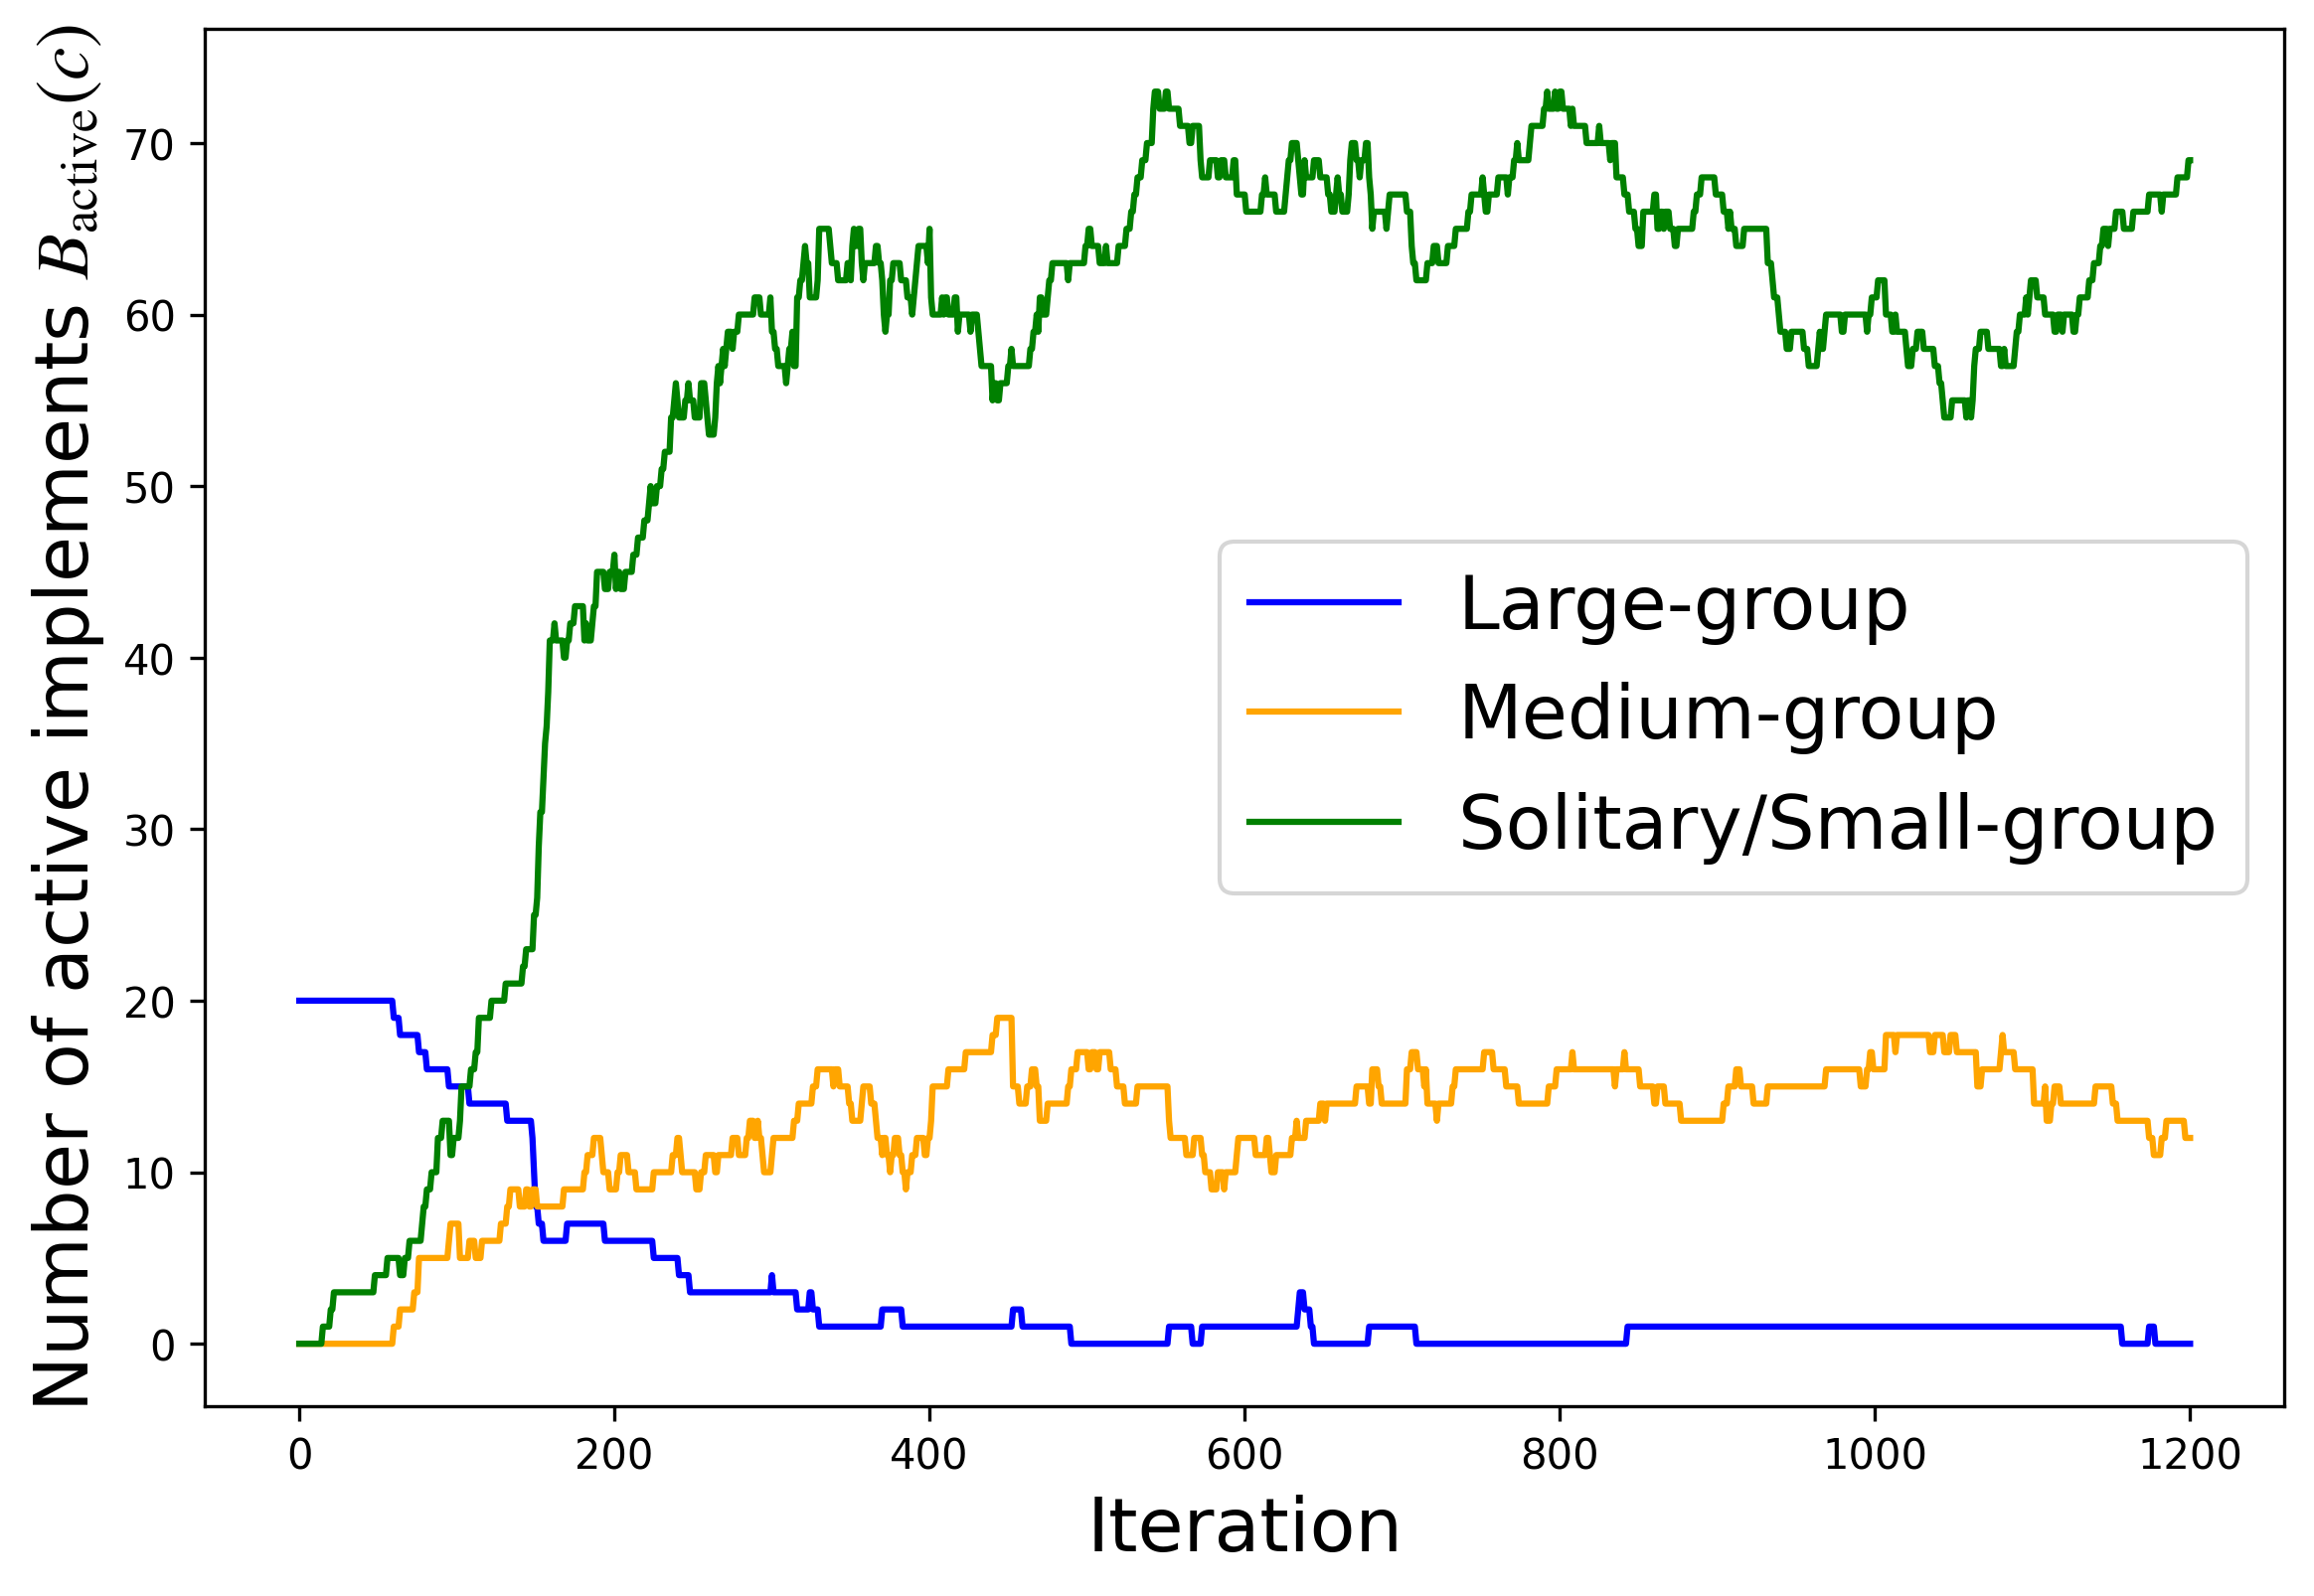 Number of active implements B_active(c)
70
60
50
40
30
20
10
0
Large-group
Medium-group
Solitary/Small-group
0 200 400 600 800 1000 1200
Iteration